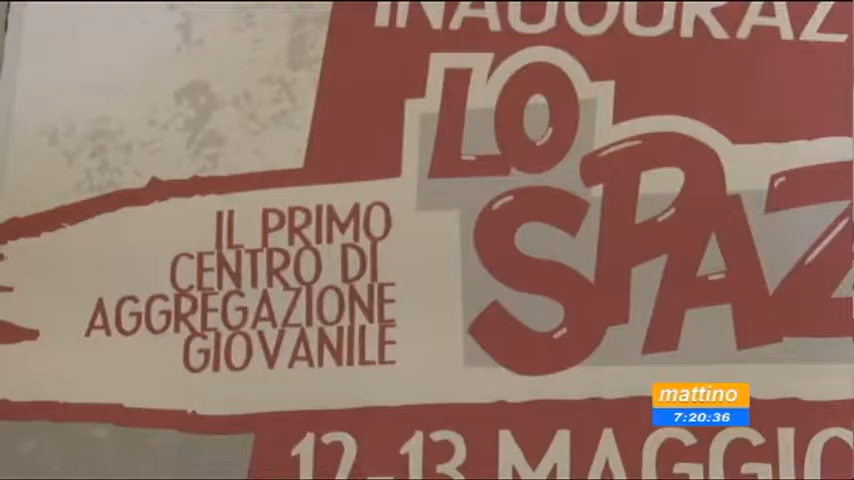 INAUGURAZ
LO
SPAZ
IL PRIMO
CENTRO DI
AGGREGAZIONE
GIOVANILE
12-13 MAGGIO
mattino
7:20:36